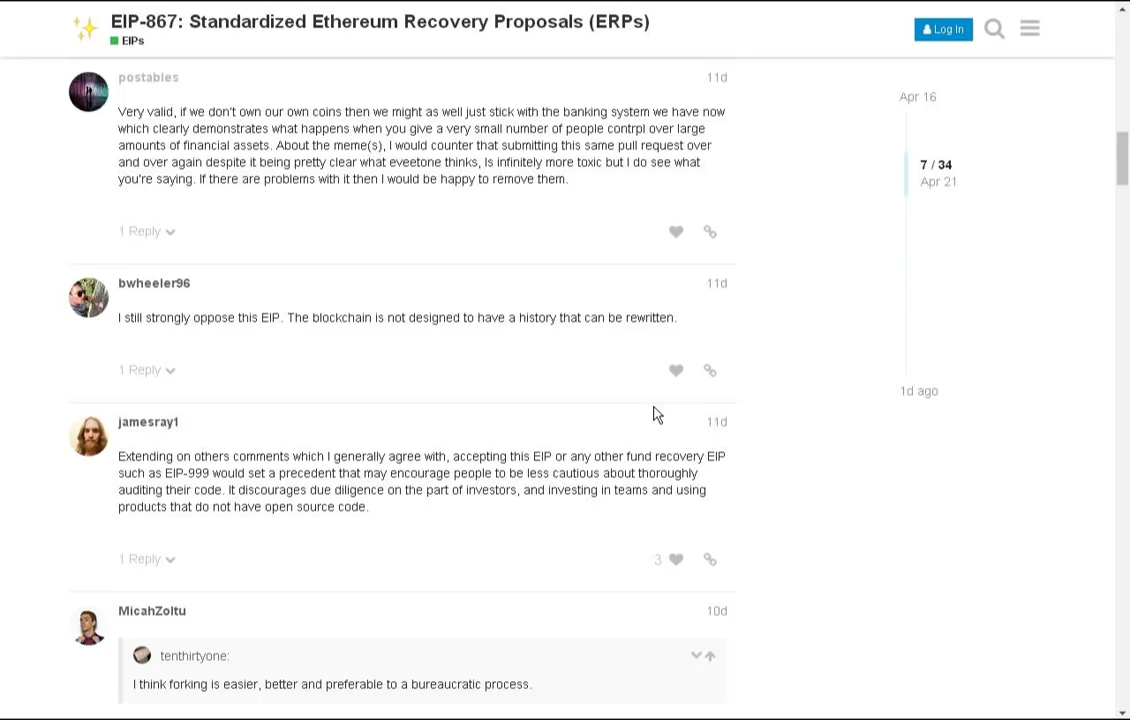 EIP-867: Standardized Ethereum Recovery Proposals (ERPs)
EIPs
Log In
postables
11d
Very valid, if we don't own our own coins then we might as well just stick with the banking system we have now
which clearly demonstrates what happens when you give a very small number of people contrpl over large
amounts of financial assets. About the meme(s), I would counter that submitting this same pull request over
and over again despite it being pretty clear what eveetone thinks, Is infinitely more toxic but I do see what
you're saying. If there are problems with it then I would be happy to remove them.
1 Reply
Apr 16
7 / 34
Apr 21
1d ago
bwheeler96
11d
I still strongly oppose this EIP. The blockchain is not designed to have a history that can be rewritten.
1 Reply
jamesray1
11d
Extending on others comments which I generally agree with, accepting this EIP or any other fund recovery EIP
such as EIP-999 would set a precedent that may encourage people to be less cautious about thoroughly
auditing their code. It discourages due diligence on the part of investors, and investing in teams and using
products that do not have open source code.
1 Reply
3
MicahZoltu
10d
tenthirtyone:
I think forking is easier, better and preferable to a bureaucratic process.